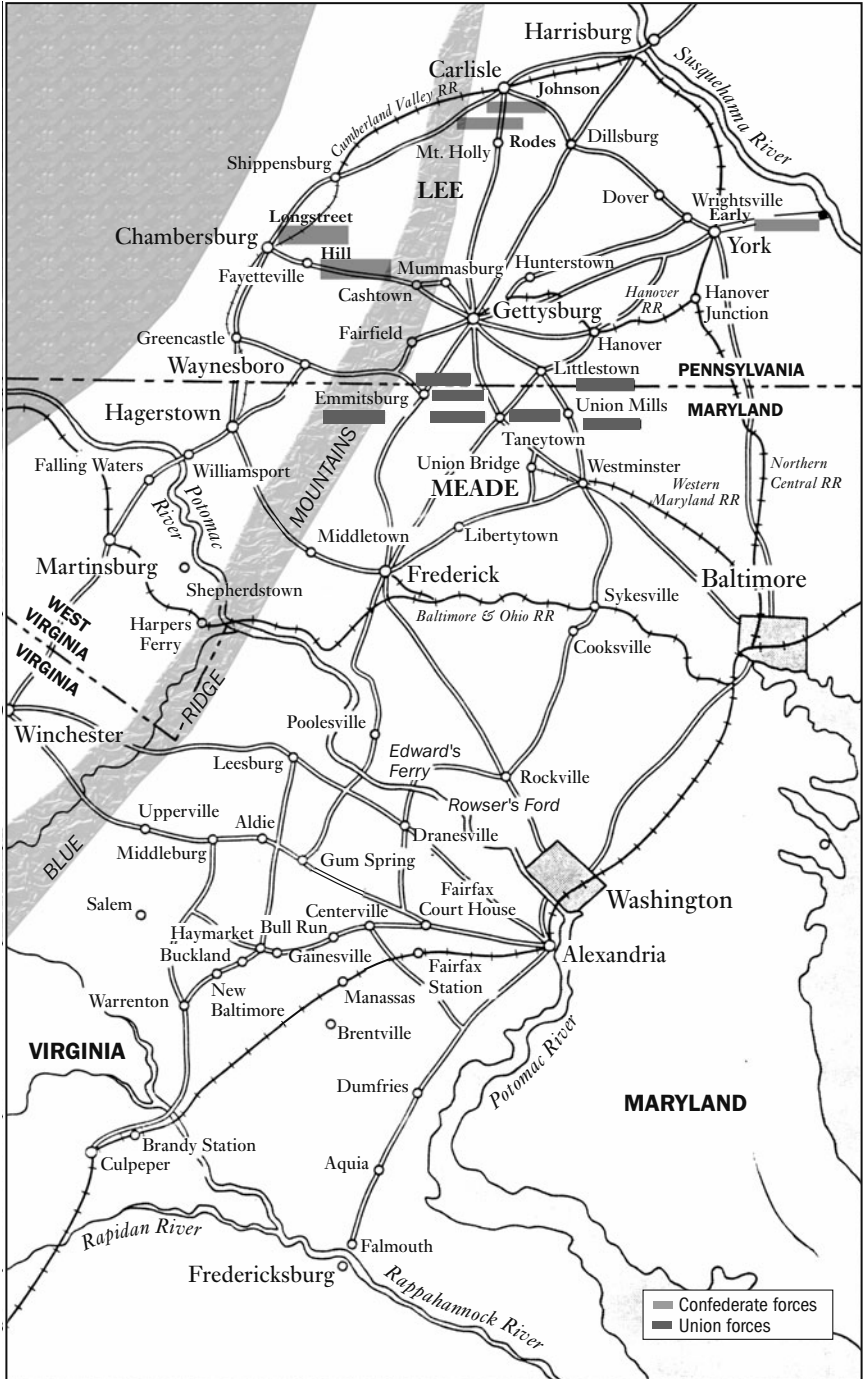 Harrisburg
Susquehanna River
Carlisle
Johnson
Cumberland Valley RR
Rodes
Dillsburg
Mt. Holly
Shippensburg
LEE
Dover
Wrightsville
Early
York
Longstreet
Chambersburg
Hill
Mummasburg
Hunterstown
Fayetteville
Cashtown
Gettysburg
Hanover
RR
Hanover
Junction
Fairfield
Hanover
Greencastle
Waynesboro
Littlestown
PENNSYLVANIA
MARYLAND
Emmitsburg
Union Mills
Hagerstown
Taneytown
Falling Waters
Williamsport
Union Bridge
Westminster
MEADE
Western
Maryland RR
Northern
Central RR
Potomac
River
MOUNTAINS
Middletown
Libertytown
Martinsburg
Frederick
Baltimore
Shepherdstown
Sykesville
Baltimore & Ohio RR
Harpers
Ferry
Cooksville
WEST
VIRGINIA
VIRGINIA
RIDGE
Winchester
Poolesville
Leesburg
Edward's
Ferry
Rockville
Rowser's Ford
Upperville
Aldie
Dranesville
Middleburg
BLUE
Gum Spring
Washington
Salem
Fairfax
Court House
Centerville
Bull Run
Haymarket
Buckland
Gainesville
Alexandria
Fairfax
Station
New
Baltimore
Manassas
Warrenton
Brentville
VIRGINIA
Potomac River
Dumfries
MARYLAND
Brandy Station
Culpeper
Aquia
Rapidan River
Falmouth
Fredericksburg
Rappahannock River
Confederate forces
Union forces